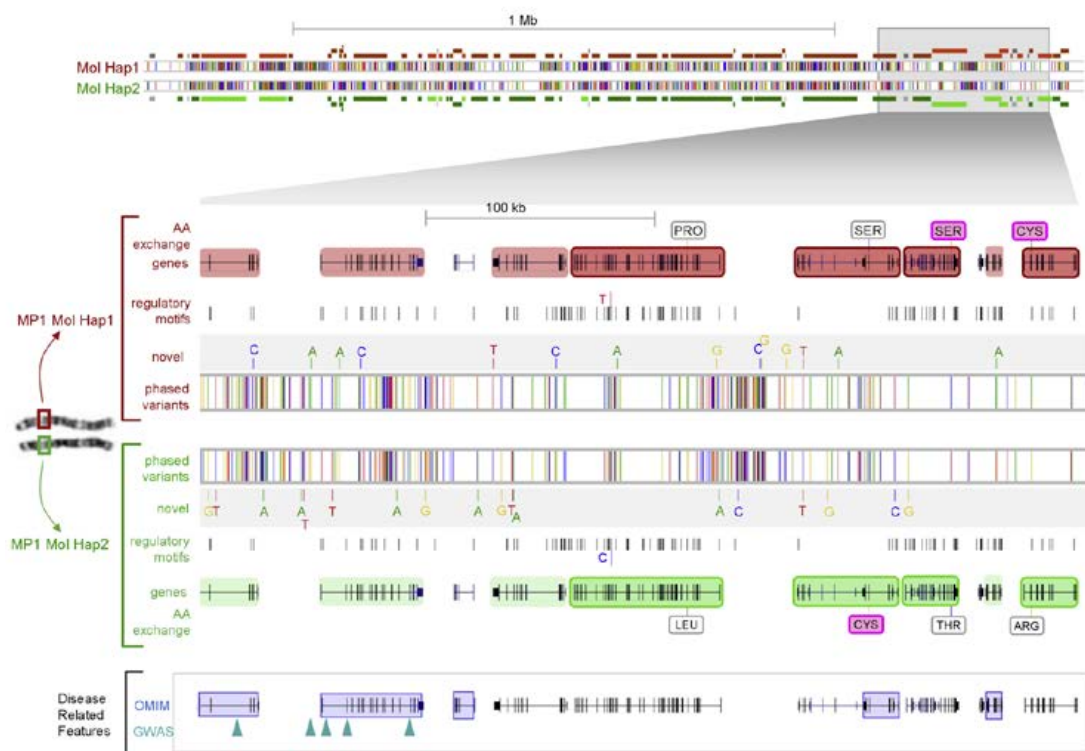 1 Mb
Mol Hap1
Mol Hap2
100 kb
AA
exchange
PRO
SER
SER
CYS
genes
regulatory
motifs
T
MP1 Mol Hap1
novel
C A A C T C A G C G G T A A
phased
variants
phased
variants
novel
G T A A T T A G A G T A A C T G C G
MP1 Mol Hap2
regulatory
motifs
C
genes
AA
exchange
LEU
CYS
THR
ARG
Disease
Related
Features
OMIM
GWAS